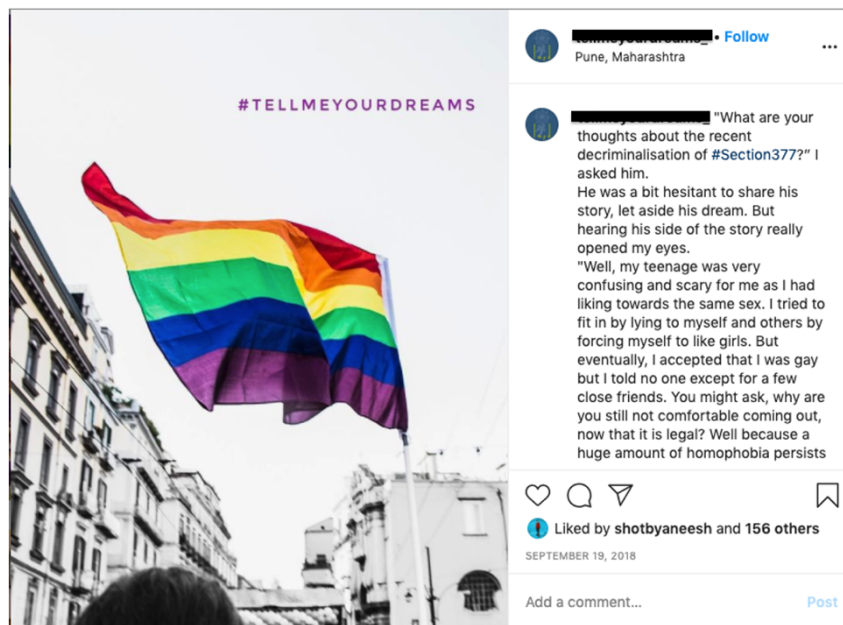 #TELLMEYOURDREAMS
• Follow
Pune, Maharashtra
"What are your
thoughts about the recent
decriminalisation of #Section377?" I
asked him.
He was a bit hesitant to share his
story, let aside his dream. But
hearing his side of the story really
opened my eyes.
"Well, my teenage was very
confusing and scary for me as I had
liking towards the same sex. I tried to
fit in by lying to myself and others by
forcing myself to like girls. But
eventually, I accepted that I was gay
but I told no one except for a few
close friends. You might ask, why are
you still not comfortable coming out,
now that it is legal? Well because a
huge amount of homophobia persists
Liked by shotbyaneesh and 156 others
SEPTEMBER 19, 2018
Add a comment...
Post